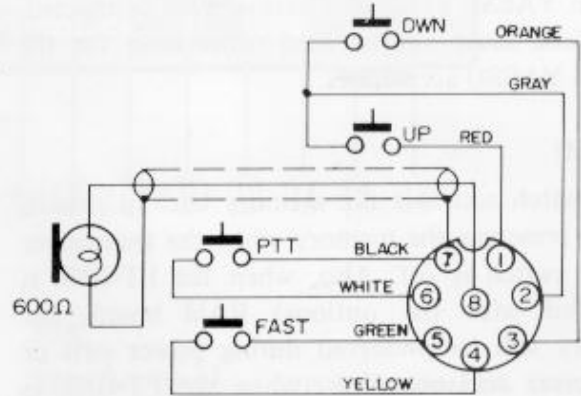 DWN
ORANGE
GRAY
UP
RED
PTT
BLACK
7
1
600Ω
WHITE
6
8
2
FAST
GREEN
5
4
3
YELLOW